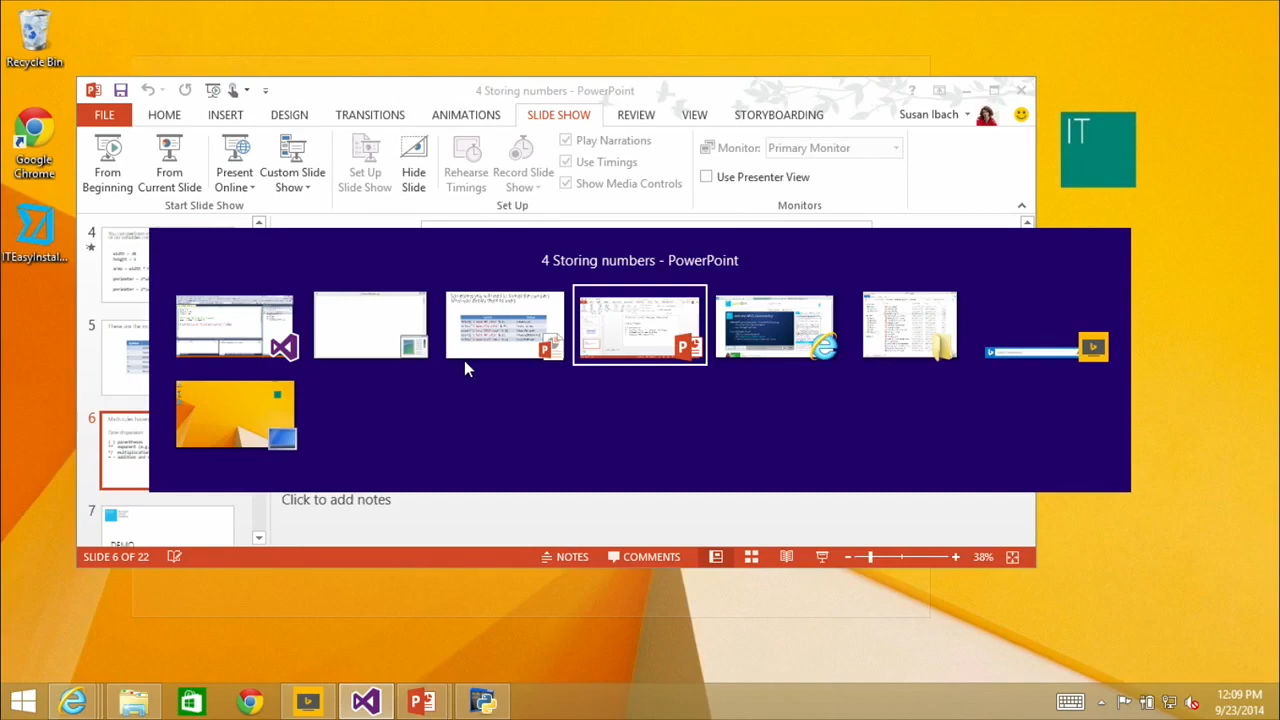 Recycle Bin
Google
Chrome
ITEasyInstal...
4 Storing numbers - PowerPoint
?
FILE
HOME
INSERT
DESIGN
TRANSITIONS
ANIMATIONS
SLIDE SHOW
REVIEW
VIEW
STORYBOARDING
Susan Ibach
From
Beginning
From
Current Slide
Present
Online
Custom Slide
Show
Start Slide Show
Set Up
Slide Show
Hide
Slide
Rehearse
Timings
Record Slide
Show
Play Narrations
Use Timings
Show Media Controls
Set Up
Monitor:
Primary Monitor
Use Presenter View
Monitors
IT
4 Storing numbers - PowerPoint
4
5
6
7
DEMO
Click to add notes
SLIDE 6 OF 22
NOTES
COMMENTS
38%
12:09 PM
9/23/2014